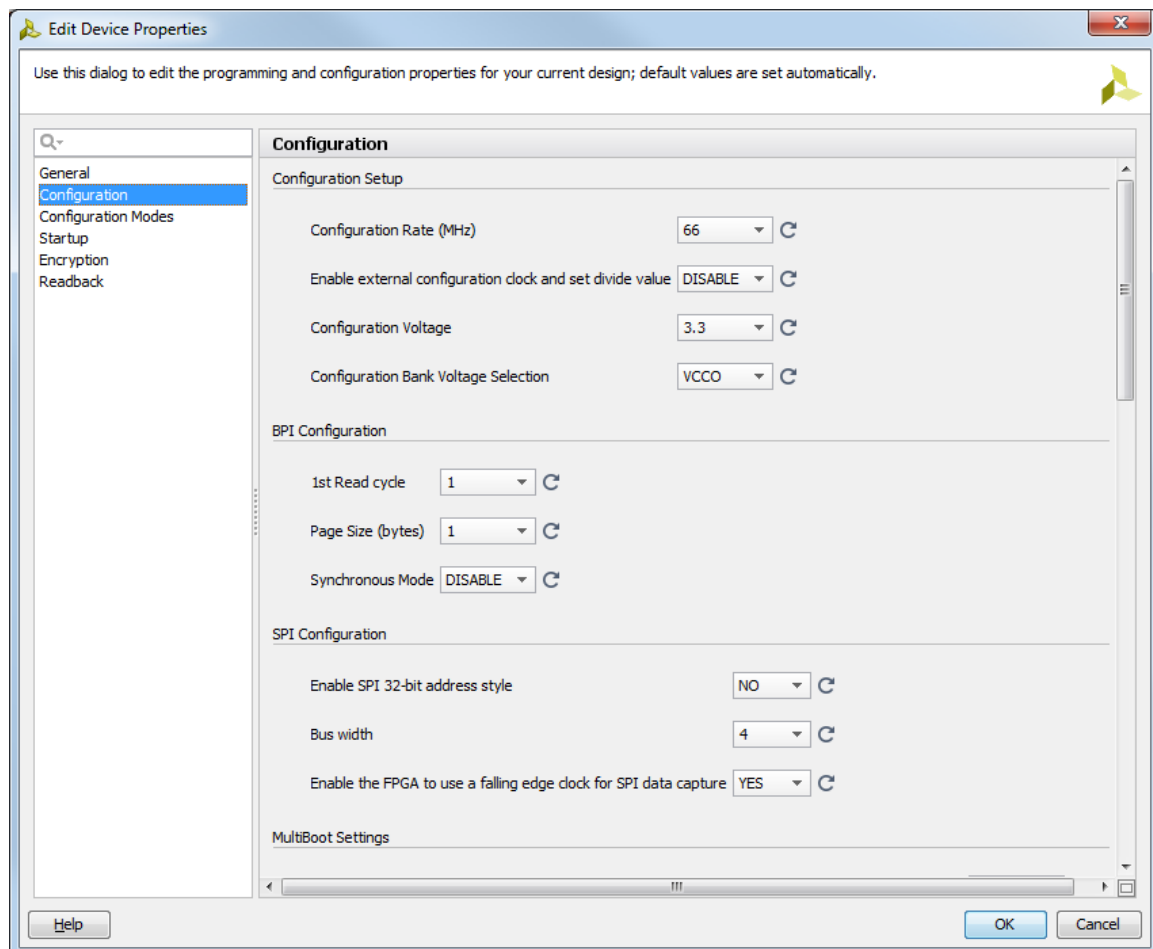 Edit Device Properties
Use this dialog to edit the programming and configuration properties for your current design; default values are set automatically.
General
Configuration
Configuration Modes
Startup
Encryption
Readback
Configuration
Configuration Setup
Configuration Rate (MHz) 66
Enable external configuration clock and set divide value DISABLE
Configuration Voltage 3.3
Configuration Bank Voltage Selection VCCO
BPI Configuration
1st Read cycle 1
Page Size (bytes) 1
Synchronous Mode DISABLE
SPI Configuration
Enable SPI 32-bit address style NO
Bus width 4
Enable the FPGA to use a falling edge clock for SPI data capture YES
MultiBoot Settings
Help OK Cancel